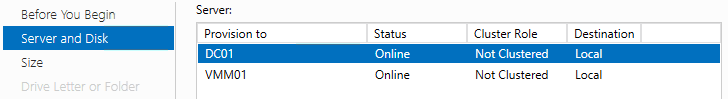 Before You Begin
Server and Disk
Size
Drive Letter or Folder
Server:
Provision to Status Cluster Role Destination
DC01 Online Not Clustered Local
VMM01 Online Not Clustered Local